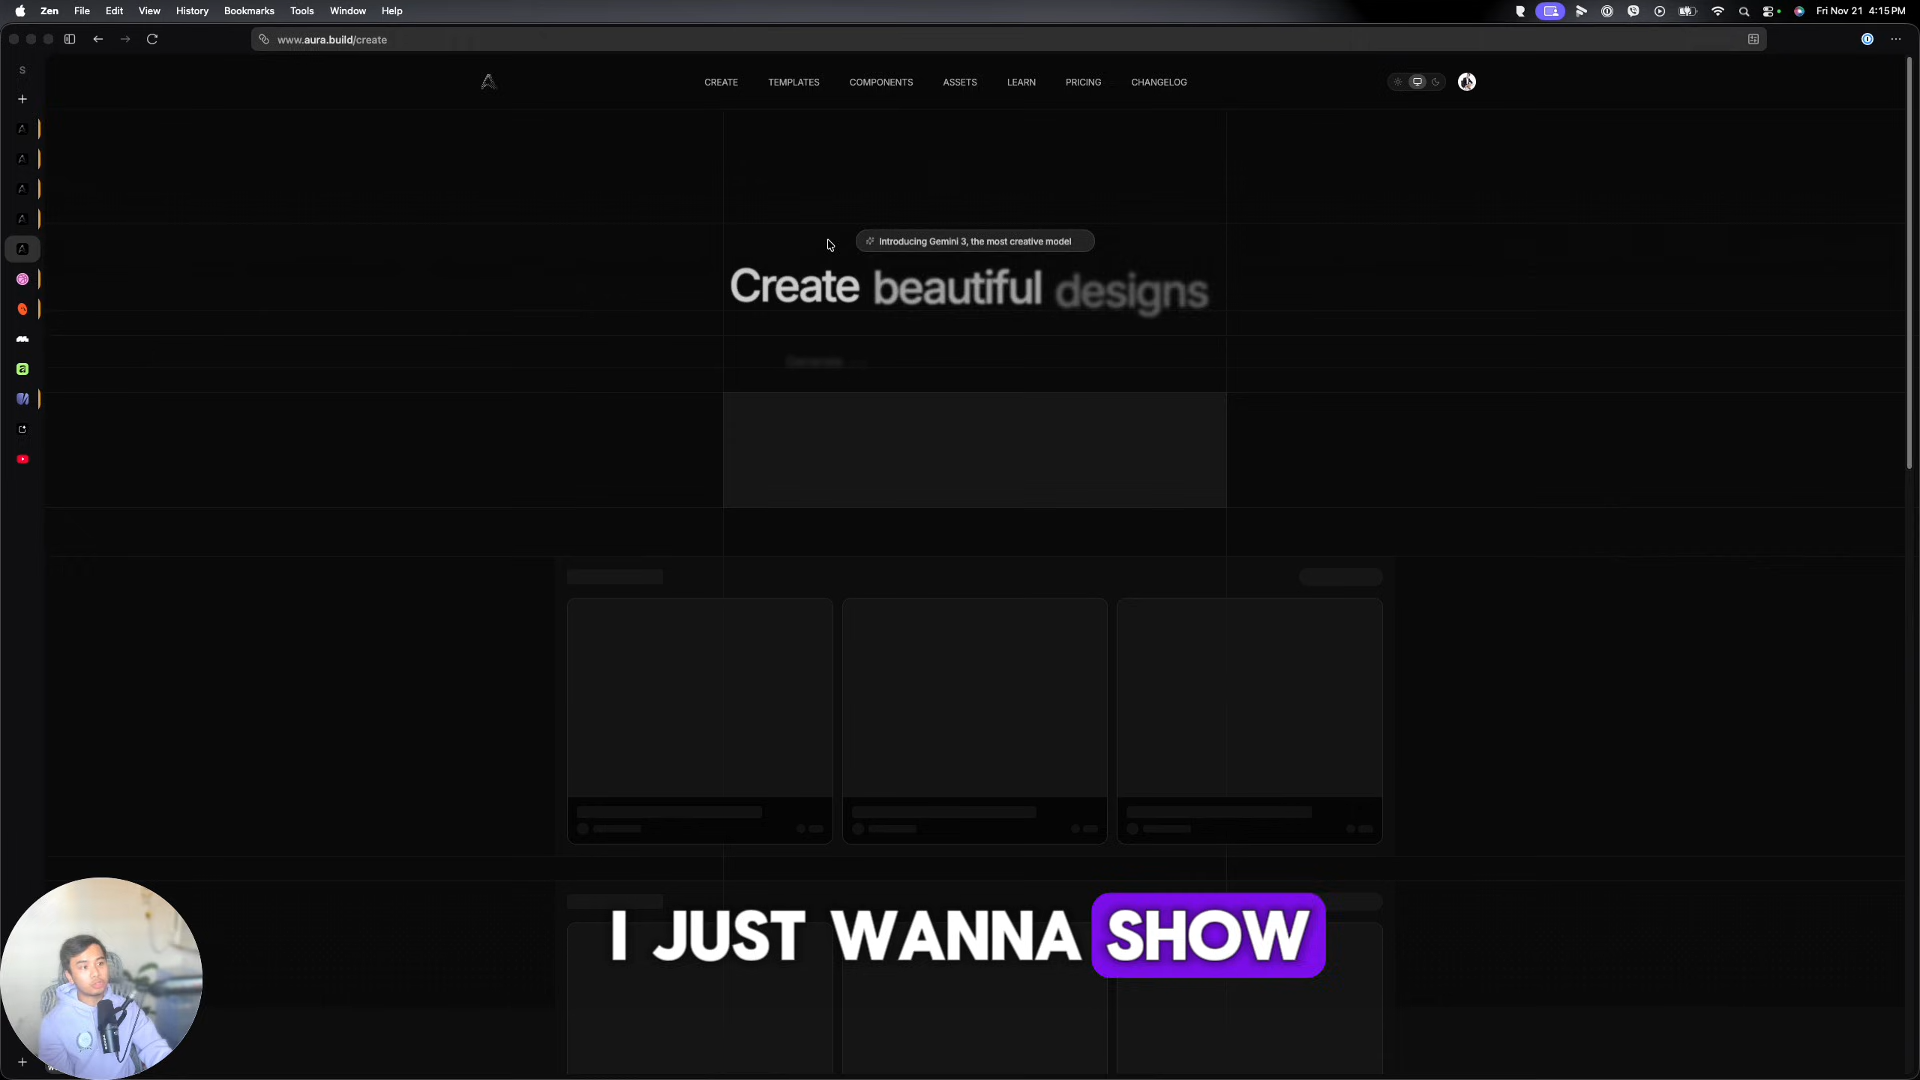 Zen File Edit View History Bookmarks Tools Window Help
Fri Nov 21 4:15 PM
www.aura.build/create
S
CREATE TEMPLATES COMPONENTS ASSETS LEARN PRICING CHANGELOG
Introducing Gemini 3, the most creative model
Create beautiful designs
Generate
I JUST WANNA SHOW